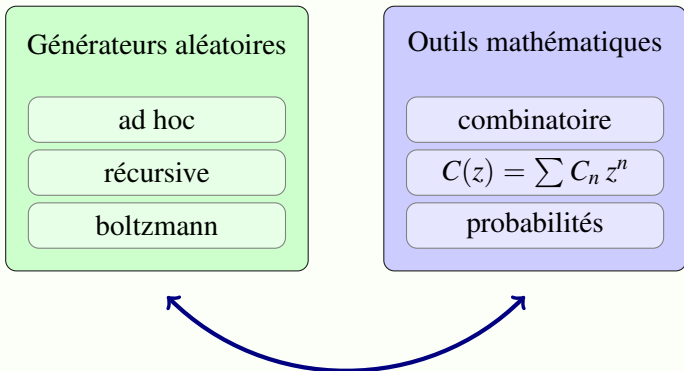 Générateurs aléatoires
ad hoc
récursive
boltzmann
Outils mathématiques
combinatoire
C(z) = ∑ Cₙ zⁿ
probabilités